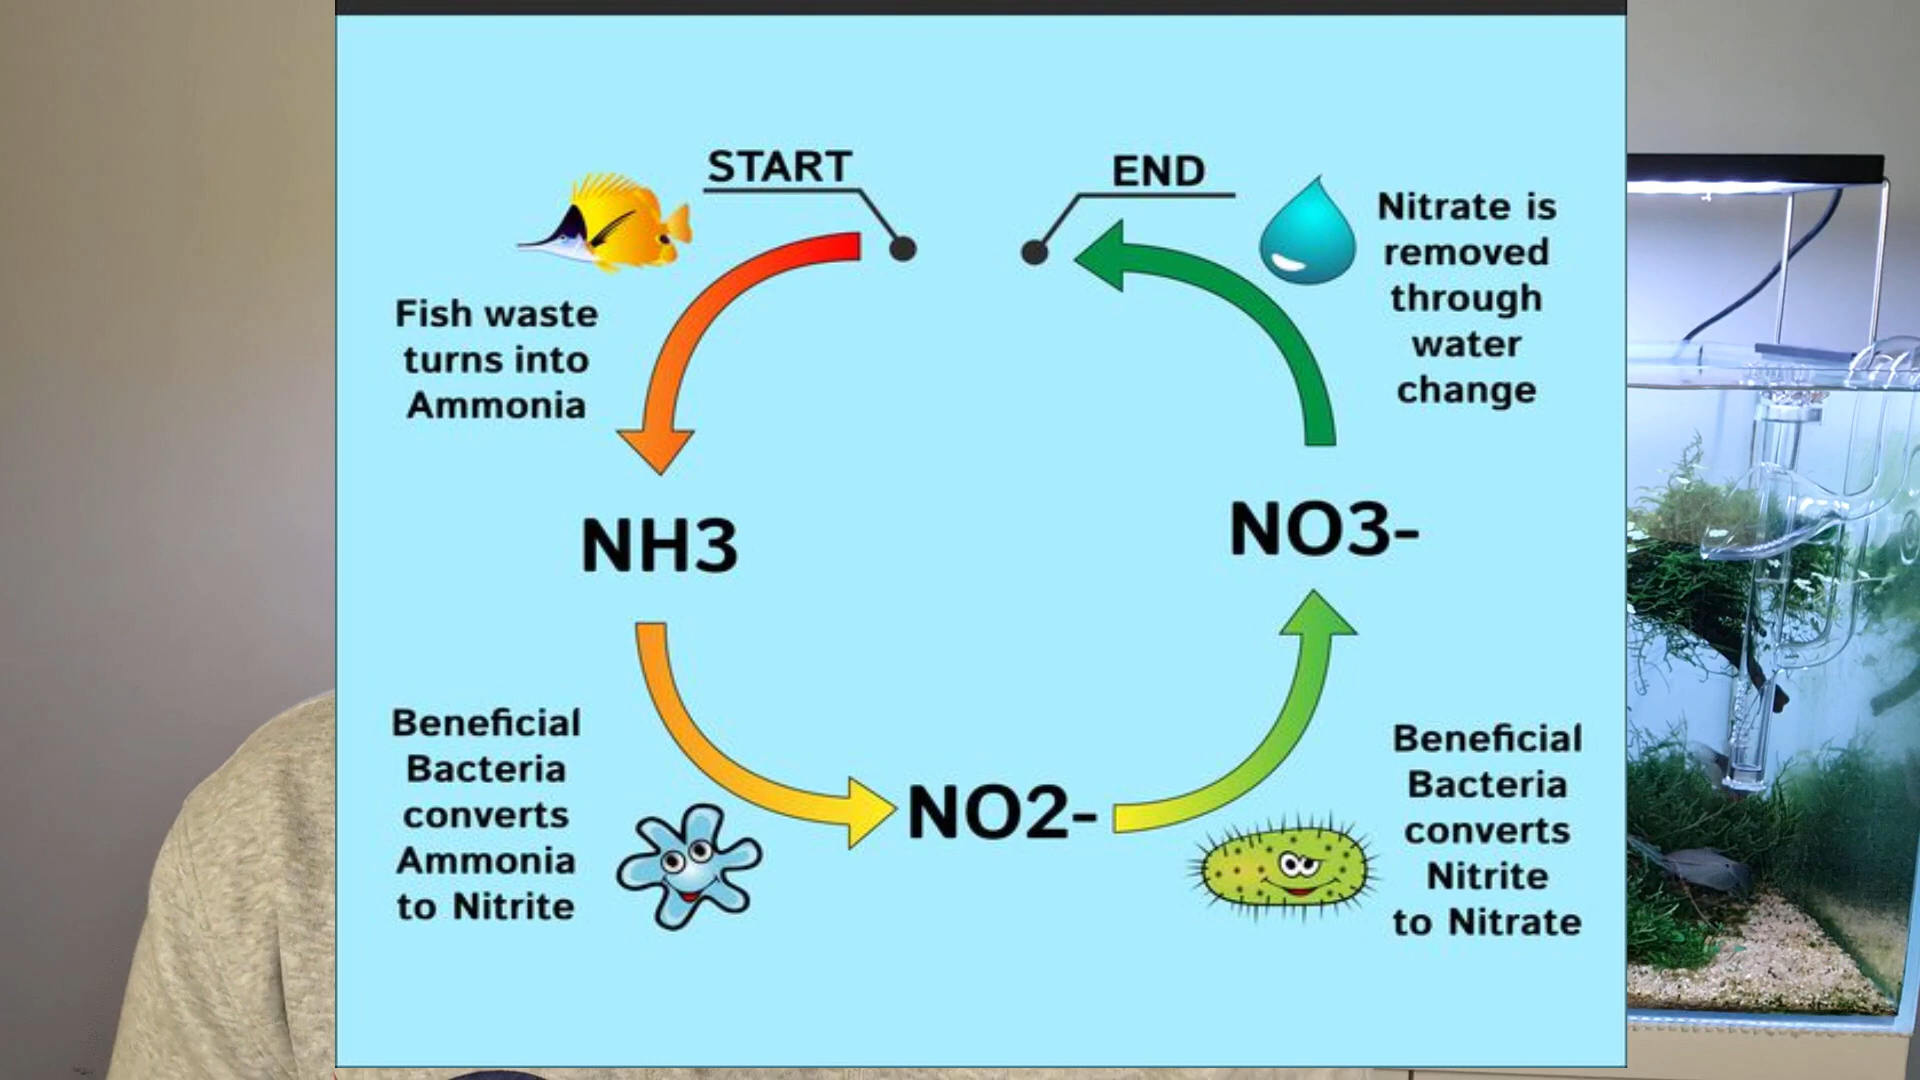 START
END
Fish waste
turns into
Ammonia
Nitrate is
removed
through
water
change
NH3
NO3-
Beneficial
Bacteria
converts
Ammonia
to Nitrite
NO2-
Beneficial
Bacteria
converts
Nitrite
to Nitrate